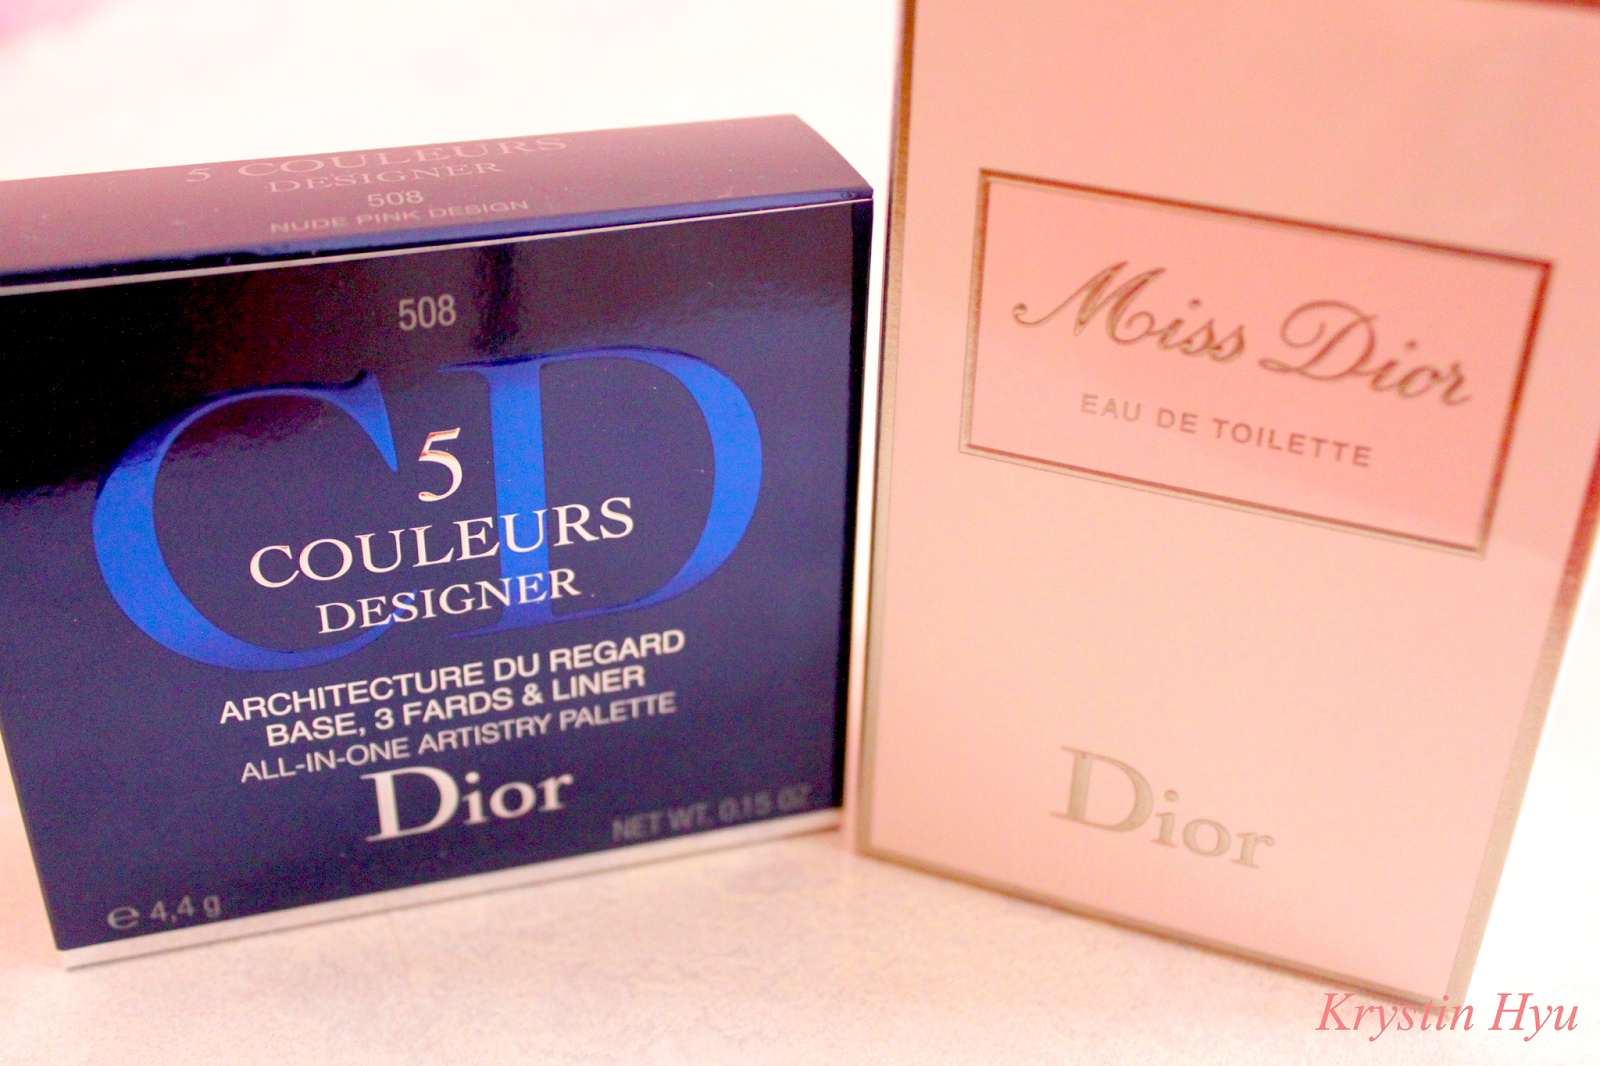 5 COULEURS
DESIGNER
508
NUDE PINK DESIGN
508
CD
5
COULEURS
DESIGNER
ARCHITECTURE DU REGARD
BASE, 3 FARDS & LINER
ALL-IN-ONE ARTISTRY PALETTE
Dior
NET WT. 0.15 OZ
e 4,4 g
Miss Dior
EAU DE TOILETTE
Dior
Krystin Hyu